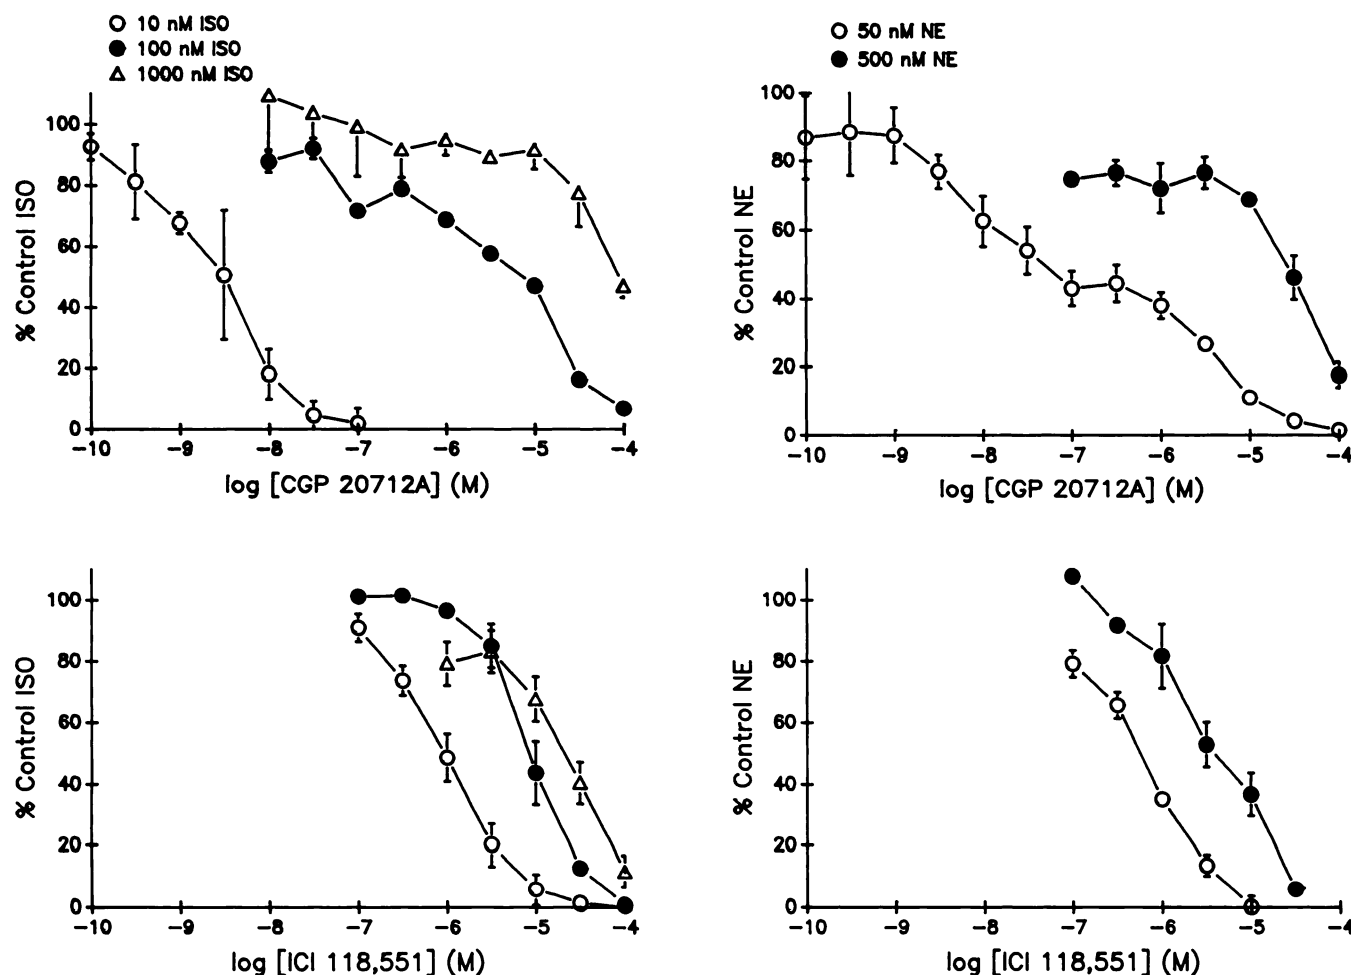 10 nM ISO
100 nM ISO
1000 nM ISO
100
80
60
40
20
0
% Control ISO
-10 -9 -8 -7 -6 -5 -4
log [CGP 20712A] (M)
50 nM NE
500 nM NE
100
80
60
40
20
0
% Control NE
-10 -9 -8 -7 -6 -5 -4
log [CGP 20712A] (M)
100
80
60
40
20
0
% Control ISO
-10 -9 -8 -7 -6 -5 -4
log [ICI 118,551] (M)
100
80
60
40
20
0
% Control NE
-10 -9 -8 -7 -6 -5 -4
log [ICI 118,551] (M)